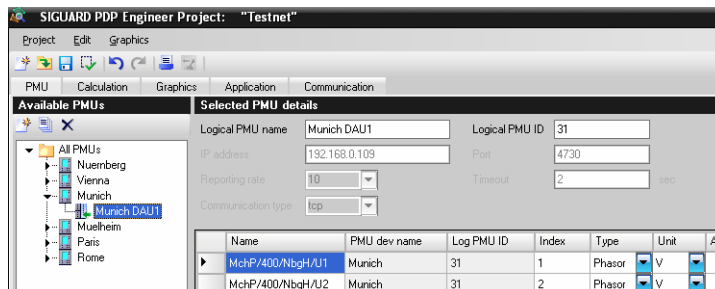 SIGUARD PDP Engineer Project: "Testnet"
Project Edit Graphics
PMU Calculation Graphics Application Communication
Available PMUs
All PMUs
Nuernberg
Vienna
Munich
Munich DAU1
Muelheim
Paris
Rome
Selected PMU details
Logical PMU name Munich DAU1 Logical PMU ID 31
IP address 192.168.0.109 Port 4730
Reporting rate 10 Timeout 2 sec
Communication type tcp
Name PMU dev name Log PMU ID Index Type Unit A
MchP/400/NbgH/U1 Munich 31 1 Phasor V
MchP/400/NbgH/U2 Munich 31 2 Phasor V